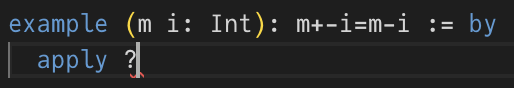 example (m i: Int): m+-i=m-i := by
  apply ?